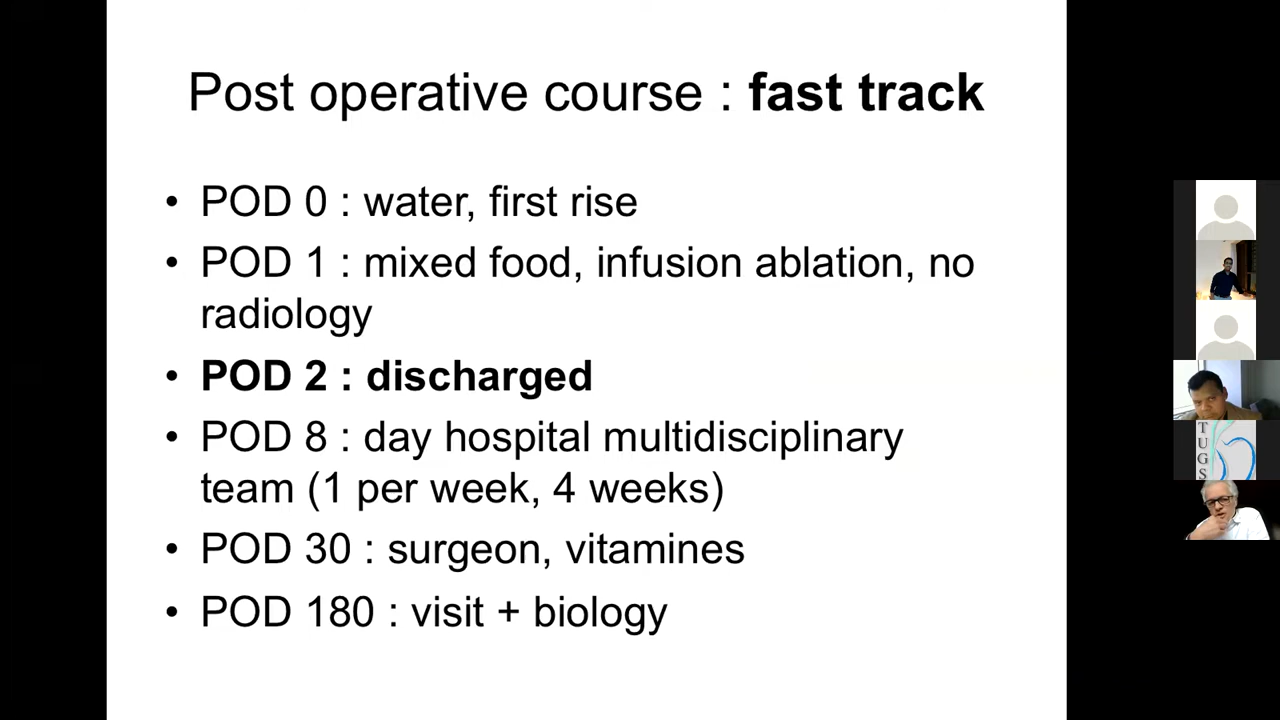 Post operative course : fast track
• POD 0 : water, first rise
• POD 1 : mixed food, infusion ablation, no
radiology
• POD 2 : discharged
• POD 8 : day hospital multidisciplinary
team (1 per week, 4 weeks)
• POD 30 : surgeon, vitamines
• POD 180 : visit + biology
TUGS